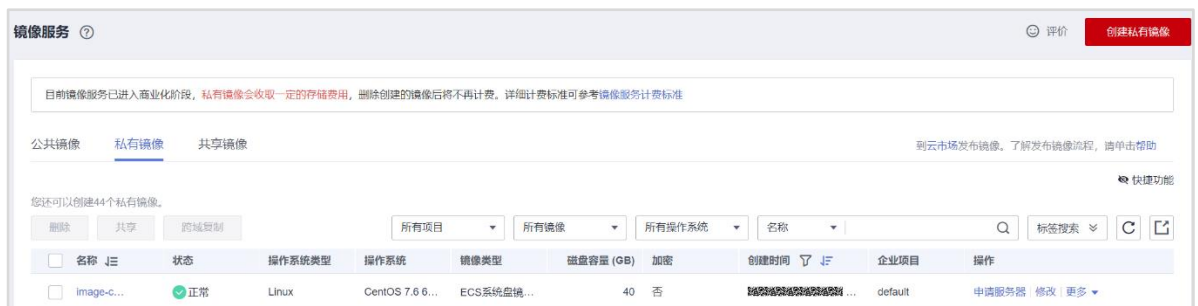 镜像服务 ?
评价
创建私有镜像
目前镜像服务已进入商业化阶段，私有镜像会收取一定的存储费用，删除创建的镜像后将不再计费。详细计费标准可参考镜像服务计费标准
公共镜像 私有镜像 共享镜像 到云市场发布镜像。了解发布镜像流程，请单击帮助
快捷功能
您还可以创建44个私有镜像。
删除 共享 跨域复制 所有项目 所有镜像 所有操作系统 名称 标签搜索
名称 状态 操作系统类型 操作系统 镜像类型 磁盘容量 (GB) 加密 创建时间 企业项目 操作
image-c... 正常 Linux CentOS 7.6 6... ECS系统盘镜... 40 否 ... default 申请服务器 修改 更多